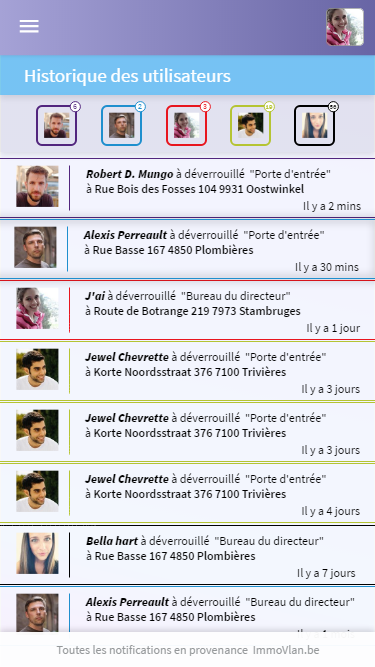 Historique des utilisateurs
6 2 3 12 38
Robert D. Mungo à déverrouillé "Porte d'entrée"
à Rue Bois des Fosses 104 9931 Oostwinkel
Il y a 2 mins
Alexis Perreault à déverrouillé "Porte d'entrée"
à Rue Basse 167 4850 Plombières
Il y a 30 mins
J'ai à déverrouillé "Bureau du directeur"
à Route de Botrange 219 7973 Stambruges
Il y a 1 jour
Jewel Chevrette à déverrouillé "Porte d'entrée"
à Korte Noordsstraat 376 7100 Trivières
Il y a 3 jours
Jewel Chevrette à déverrouillé "Porte d'entrée"
à Korte Noordsstraat 376 7100 Trivières
Il y a 3 jours
Jewel Chevrette à déverrouillé "Porte d'entrée"
à Korte Noordsstraat 376 7100 Trivières
Il y a 4 jours
Bella hart à déverrouillé "Bureau du directeur"
à Rue Basse 167 4850 Plombières
Il y a 7 jours
Alexis Perreault à déverrouillé "Bureau du directeur"
à Rue Basse 167 4850 Plombières
Toutes les notifications en provenance ImmoVlan.be